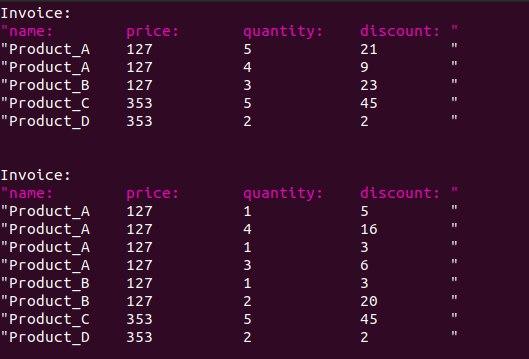 Invoice:
"name:        price:       quantity:    discount: "
"Product_A    127          5            21        "
"Product_A    127          4            9         "
"Product_B    127          3            23        "
"Product_C    353          5            45        "
"Product_D    353          2            2         "
Invoice:
"name:        price:       quantity:    discount: "
"Product_A    127          1            5         "
"Product_A    127          4            16        "
"Product_A    127          1            3         "
"Product_A    127          3            6         "
"Product_B    127          1            3         "
"Product_B    127          2            20        "
"Product_C    353          5            45        "
"Product_D    353          2            2         "